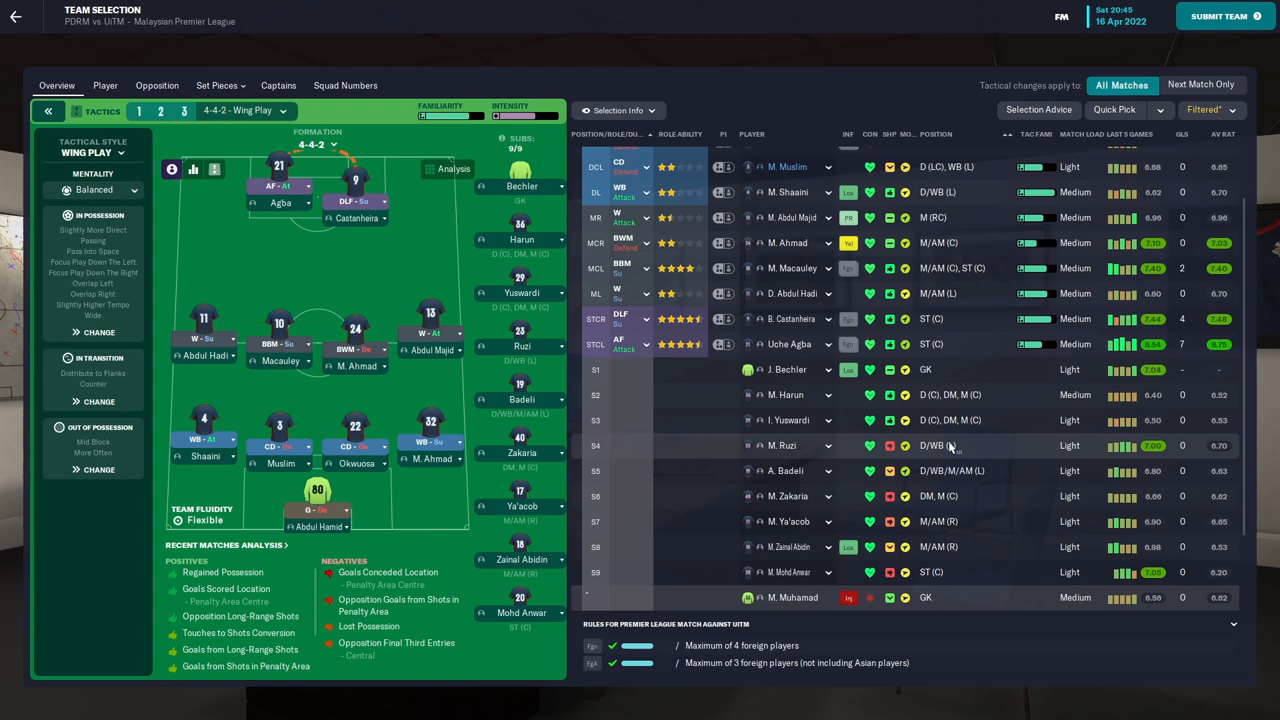 TEAM SELECTION
PDRM vs UiTM - Malaysian Premier League
FM
Sat 20:45
16 Apr 2022
SUBMIT TEAM
Overview Player Opposition Set Pieces Captains Squad Numbers
Tactical changes apply to: All Matches Next Match Only
TACTICS 1 2 3 4-4-2 - Wing Play FAMILIARITY INTENSITY
Selection Info Selection Advice Quick Pick Filtered*
TACTICAL STYLE
WING PLAY
MENTALITY
Balanced
IN POSSESSION
Slightly More Direct
Passing
Pass Into Space
Focus Play Down The Left
Focus Play Down The Right
Overlap Left
Overlap Right
Slightly Higher Tempo
Wide
CHANGE
IN TRANSITION
Distribute to Flanks
Counter
CHANGE
OUT OF POSSESSION
Mid Block
More Often
CHANGE
FORMATION
4-4-2
Analysis
21
AF - At
Agba
9
DLF - Su
Castanheira
11
W - Su
Abdul Hadi
10
BBM - Su
Macauley
24
BWM - De
M. Ahmad
13
W - At
Abdul Majid
4
WB - At
Shaaini
3
CD - De
Muslim
22
CD - De
Okwuosa
32
WB - Su
M. Ahmad
80
G - De
Abdul Hamid
TEAM FLUIDITY
Flexible
RECENT MATCHES ANALYSIS
POSITIVES
Regained Possession
Goals Scored Location
- Penalty Area Centre
Opposition Long-Range Shots
Touches to Shots Conversion
Goals from Long-Range Shots
Goals from Shots in Penalty Area
NEGATIVES
Goals Conceded Location
- Penalty Area Centre
Opposition Goals from Shots in
Penalty Area
Lost Possession
Opposition Final Third Entries
- Central
SUBS:
9/9
Bechler
GK
36
Harun
D (C), DM, M (C)
29
Yuswardi
D (C), DM, M (C)
23
Ruzi
D/WB (L)
19
Badeli
D/WB/M/AM (L)
40
Zakaria
DM, M (C)
17
Ya'acob
M/AM (R)
18
Zainal Abidin
M/AM (R)
20
Mohd Anwar
ST (C)
POSITION/ROLE/DU... ROLE ABILITY PI PLAYER INF CON SHP MO... POSITION TAC FAMI MATCH LOAD LAST 5 GAMES GLS AV RAT
DCL CD Defend M. Muslim D (LC), WB (L) Light 6.68 0 6.65
DL WB Attack M. Shaaini Loa D/WB (L) Medium 6.62 0 6.70
MR W Attack M. Abdul Majid PR M (RC) Medium 6.96 0 6.96
MCR BWM Defend M. Ahmad Yel M/AM (C) Medium 7.10 0 7.03
MCL BBM Su M. Macauley Fgn M/AM (C), ST (C) Medium 7.40 2 7.40
ML W Su D. Abdul Hadi M/AM (L) Medium 6.80 0 6.74
STCR DLF Su B. Castanheira Fgn ST (C) Medium 7.44 4 7.48
STCL AF Attack Uche Agba Fgn ST (C) Medium 8.54 7 8.75
S1 J. Bechler Loa GK Light 7.04 - -
S2 M. Harun D (C), DM, M (C) Light 6.40 0 6.52
S3 I. Yuswardi D (C), DM, M (C) Light 6.50 0 6.50
S4 M. Ruzi D/WB ( Light 7.00 0 6.70
S5 A. Badeli D/WB/M/AM (L) Light 6.80 0 6.63
S6 M. Zakaria DM, M (C) Light 6.66 0 6.62
S7 M. Ya'acob M/AM (R) Light 6.90 0 6.65
S8 M. Zainal Abidin Loa M/AM (R) Light 6.98 0 6.53
S9 M. Mohd Anwar ST (C) Light 7.05 0 6.20
- M. Muhamad Inj GK Medium 6.56 0 6.62
RULES FOR PREMIER LEAGUE MATCH AGAINST UITM
Fgn / Maximum of 4 foreign players
FgA / Maximum of 3 foreign players (not including Asian players)